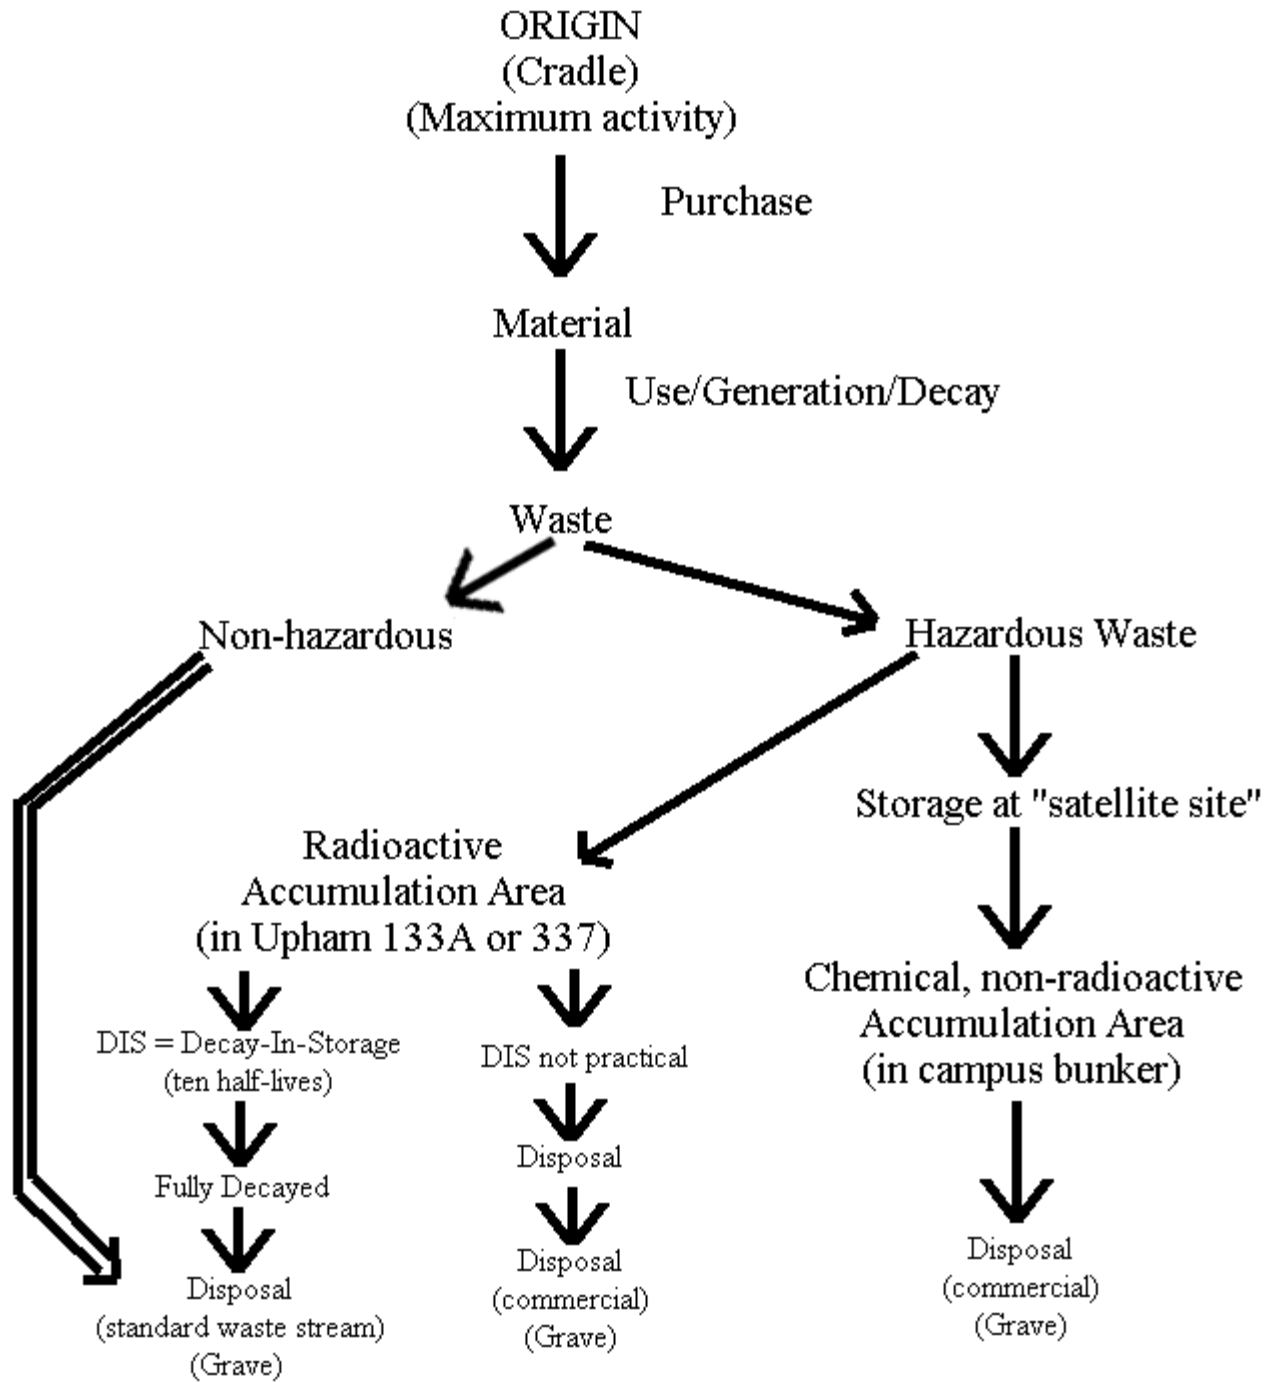 ORIGIN
(Cradle)
(Maximum activity)
Purchase
Material
Use/Generation/Decay
Waste
Non-hazardous
Hazardous Waste
Storage at "satellite site"
Radioactive
Accumulation Area
(in Upham 133A or 337)
Chemical, non-radioactive
Accumulation Area
(in campus bunker)
DIS = Decay-In-Storage
(ten half-lives)
DIS not practical
Fully Decayed
Disposal
Disposal
(standard waste stream)
(Grave)
Disposal
(commercial)
(Grave)
Disposal
(commercial)
(Grave)